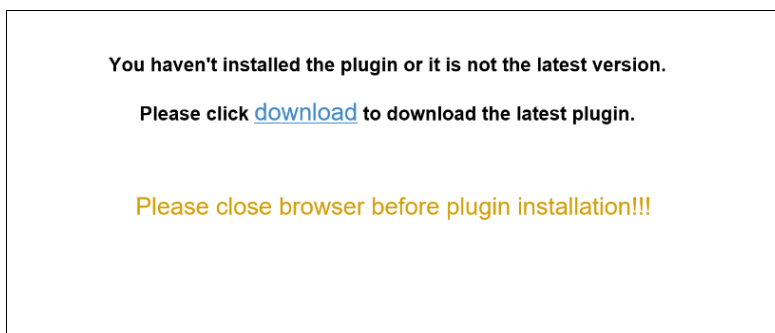 You haven't installed the plugin or it is not the latest version.
Please click download to download the latest plugin.
Please close browser before plugin installation!!!